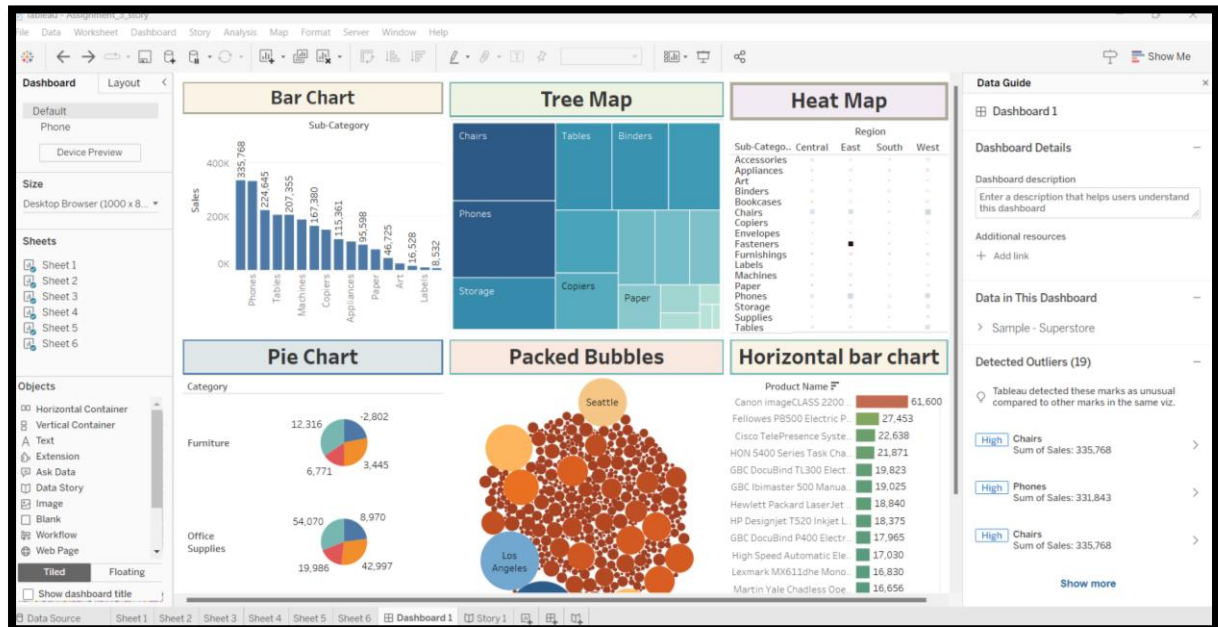 Tableau - Assignment_3_story
File Data Worksheet Dashboard Story Analysis Map Format Server Window Help
Show Me
Dashboard Layout
Default
Phone
Device Preview
Size
Desktop Browser (1000 x 8...
Sheets
Sheet 1
Sheet 2
Sheet 3
Sheet 4
Sheet 5
Sheet 6
Objects
Horizontal Container
Vertical Container
Text
Extension
Ask Data
Data Story
Image
Blank
Workflow
Web Page
Tiled Floating
Show dashboard title
Bar Chart
Sub-Category
Sales
400K
200K
0K
335,768
224,645
207,355
167,380
115,361
95,598
46,725
16,528
8,532
Phones
Tables
Machines
Copiers
Appliances
Paper
Art
Labels
Tree Map
Chairs
Tables
Binders
Phones
Storage
Copiers
Paper
Heat Map
Region
Sub-Catego.. Central East South West
Accessories
Appliances
Art
Binders
Bookcases
Chairs
Copiers
Envelopes
Fasteners
Furnishings
Labels
Machines
Paper
Phones
Storage
Supplies
Tables
Pie Chart
Category
Furniture
12,316
-2,802
6,771
3,445
Office
Supplies
54,070
8,970
19,986
42,997
Packed Bubbles
Seattle
Los
Angeles
Horizontal bar chart
Product Name
Canon imageCLASS 2200 .. 61,600
Fellowes PB500 Electric P.. 27,453
Cisco TelePresence Syste.. 22,638
HON 5400 Series Task Cha.. 21,871
GBC DocuBind TL300 Elect.. 19,823
GBC Ibimaster 500 Manua.. 19,025
Hewlett Packard LaserJet .. 18,840
HP Designjet T520 Inkjet L.. 18,375
GBC DocuBind P400 Electr.. 17,965
High Speed Automatic Ele.. 17,030
Lexmark MX611dhe Mono.. 16,830
Martin Yale Chadless Ope.. 16,656
Data Guide
Dashboard 1
Dashboard Details
Dashboard description
Enter a description that helps users understand
this dashboard
Additional resources
Add link
Data in This Dashboard
Sample - Superstore
Detected Outliers (19)
Tableau detected these marks as unusual
compared to other marks in the same viz.
High Chairs
Sum of Sales: 335,768
High Phones
Sum of Sales: 331,843
High Chairs
Sum of Sales: 335,768
Show more
Data Source Sheet 1 Sheet 2 Sheet 3 Sheet 4 Sheet 5 Sheet 6 Dashboard 1 Story 1